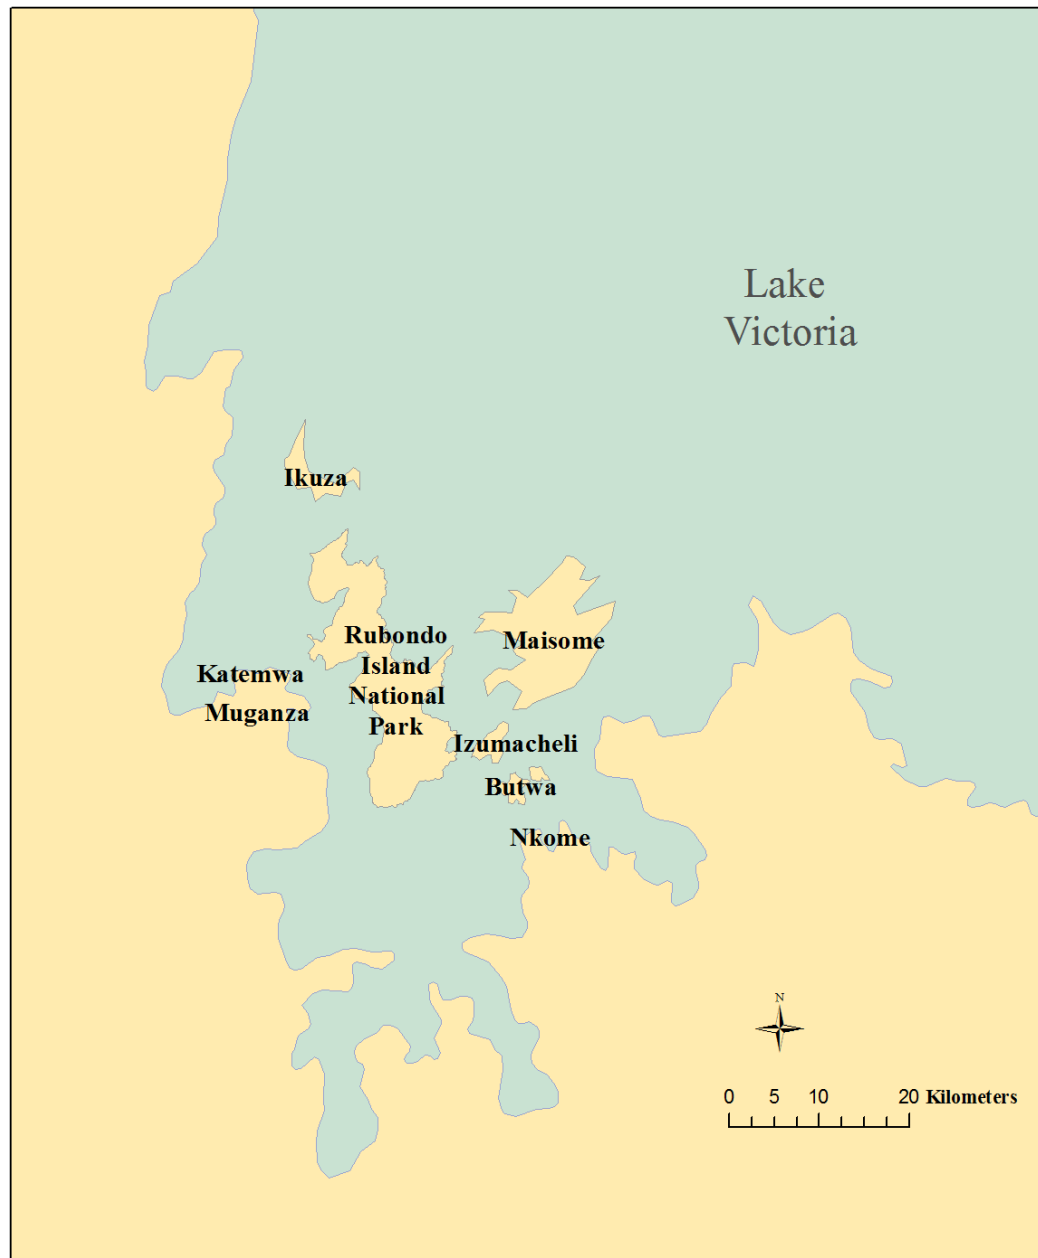 Lake
Victoria
Ikuza
Rubondo
Island
National
Park
Maisome
Katemwa
Muganza
Izumacheli
Butwa
Nkome
N
0 5 10 20 Kilometers